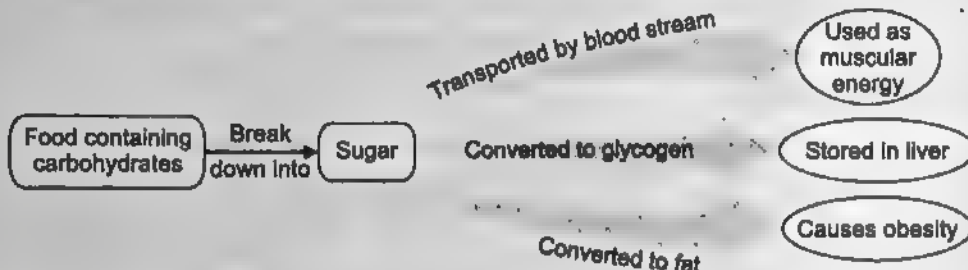 Transported by blood stream
Used as
muscular
energy
Food containing
carbohydrates
Break
down into
Sugar
Converted to glycogen
Stored in liver
Converted to fat
Causes obesity